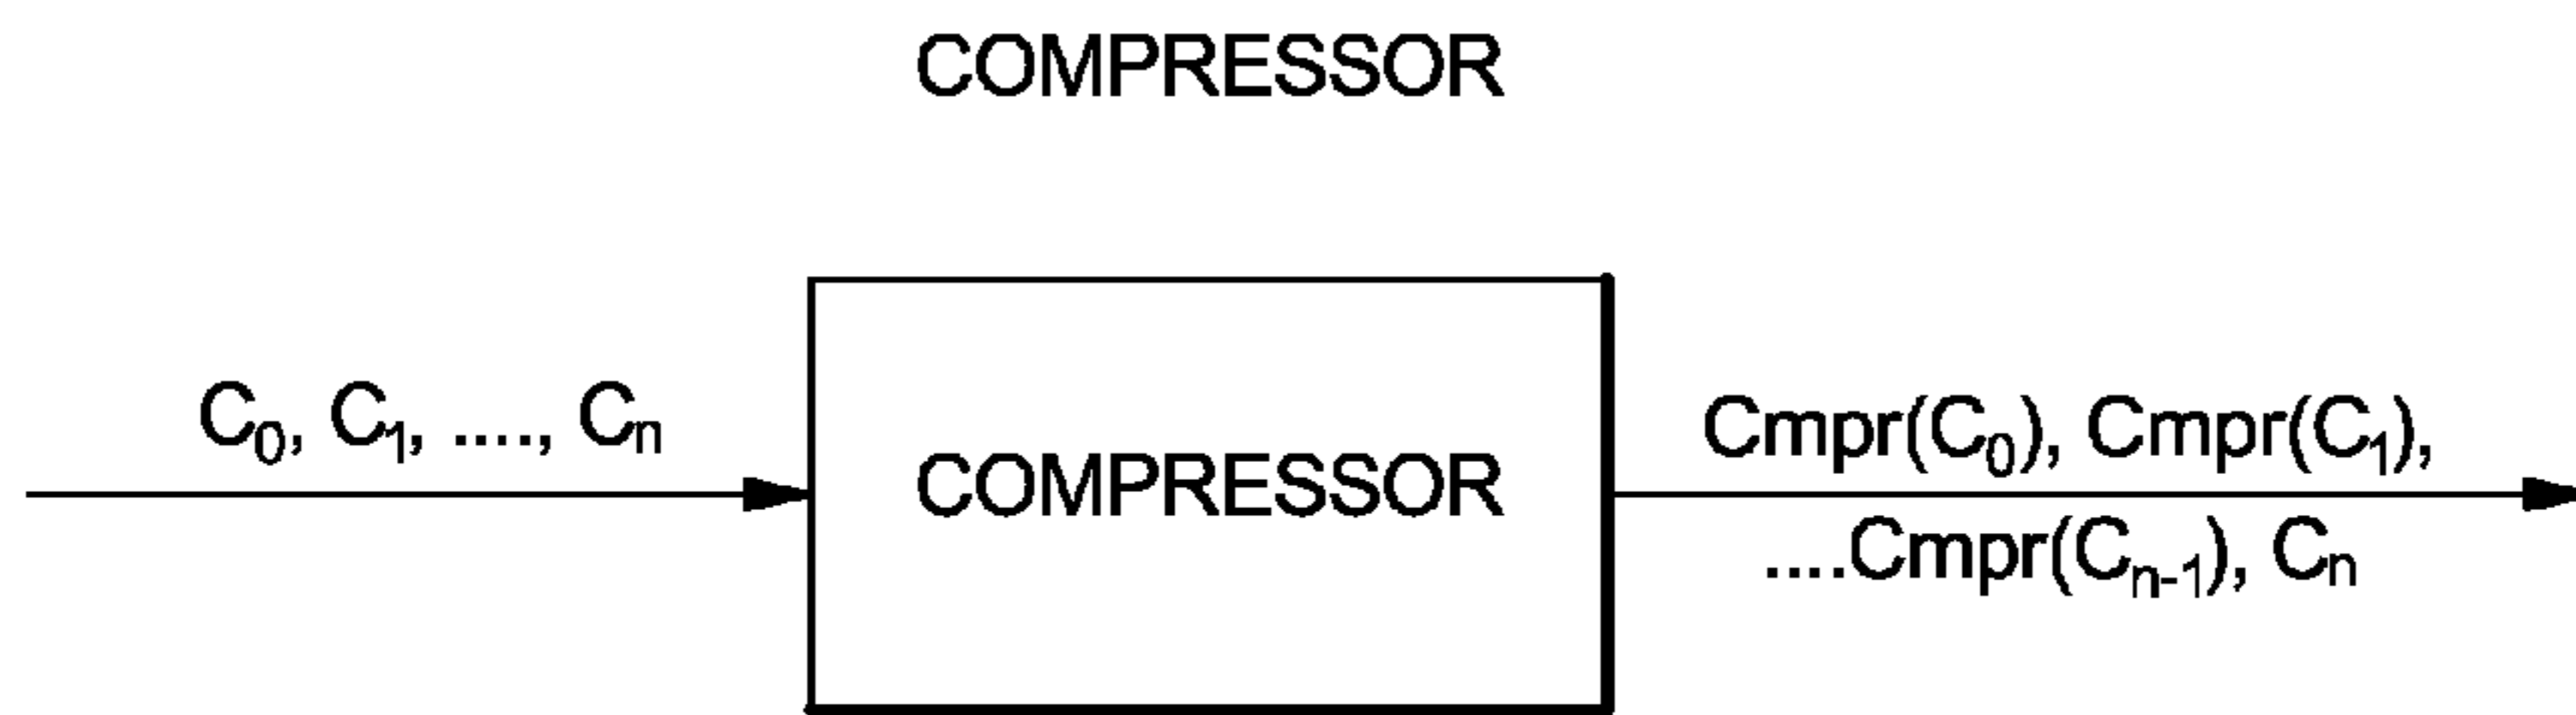 COMPRESSOR
C₀, C₁, ...., Cₙ
COMPRESSOR
Cmpr(C₀), Cmpr(C₁),
....Cmpr(Cₙ₋₁), Cₙ